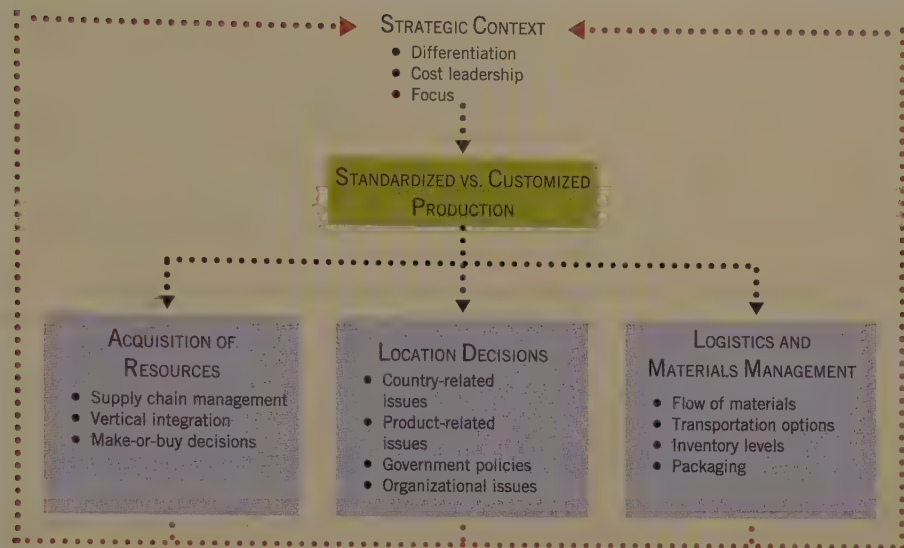 STRATEGIC CONTEXT
• Differentiation
• Cost leadership
• Focus
STANDARDIZED VS. CUSTOMIZED
PRODUCTION
ACQUISITION OF
RESOURCES
• Supply chain management
• Vertical integration
• Make-or-buy decisions
LOCATION DECISIONS
• Country-related
issues
• Product-related
issues
• Government policies
• Organizational issues
LOGISTICS AND
MATERIALS MANAGEMENT
• Flow of materials
• Transportation options
• Inventory levels
• Packaging